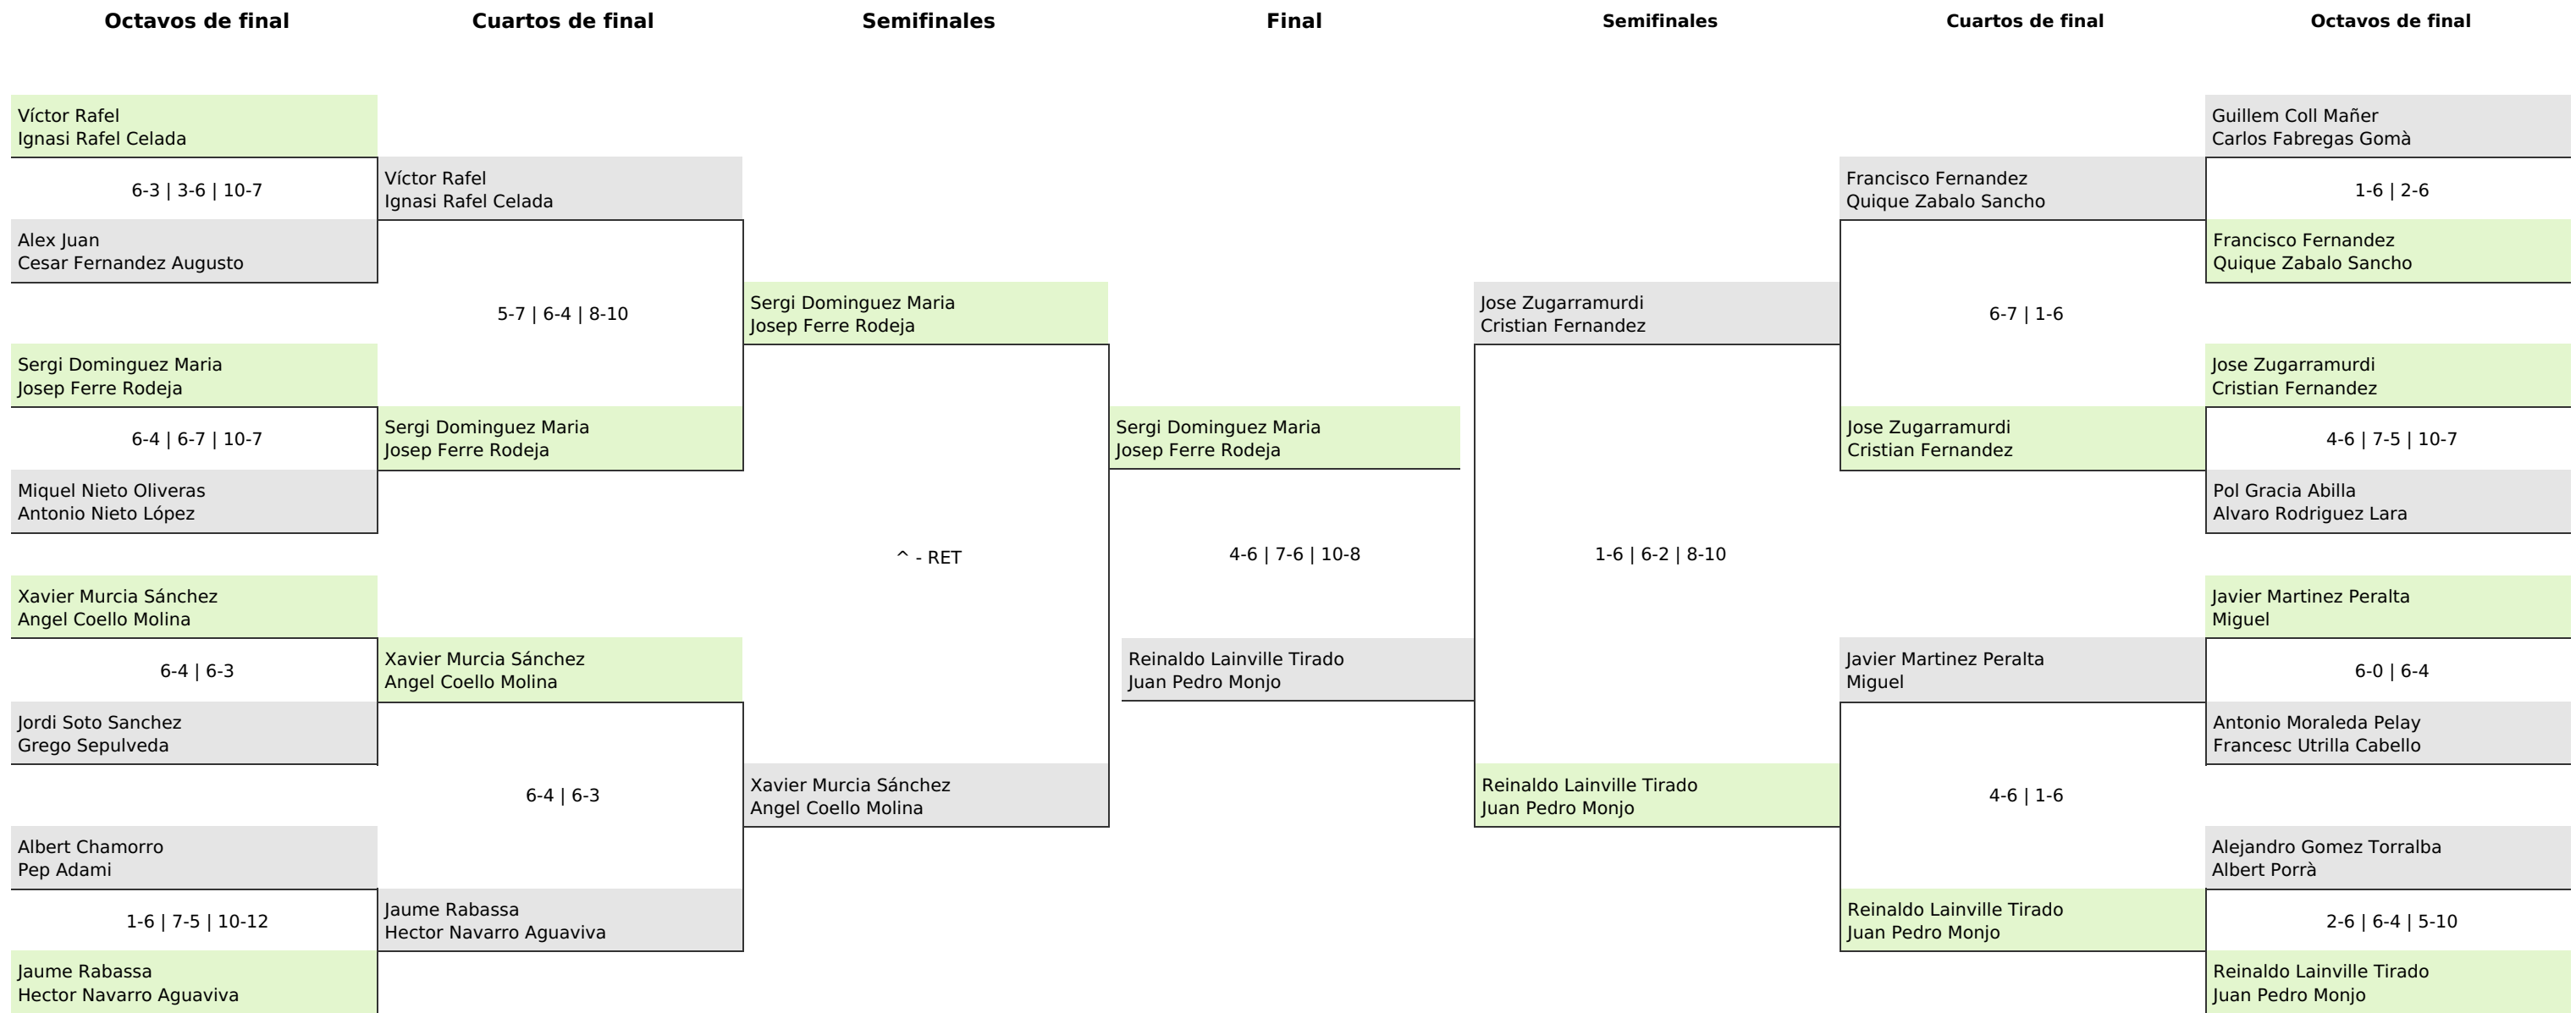 Octavos de final
Cuartos de final
Semifinales
Final
Semifinales
Cuartos de final
Octavos de final
Víctor Rafel
Ignasi Rafel Celada
6-3 | 3-6 | 10-7
Alex Juan
Cesar Fernandez Augusto
Sergi Dominguez Maria
Josep Ferre Rodeja
6-4 | 6-7 | 10-7
Miquel Nieto Oliveras
Antonio Nieto López
Xavier Murcia Sánchez
Angel Coello Molina
6-4 | 6-3
Jordi Soto Sanchez
Grego Sepulveda
Albert Chamorro
Pep Adami
1-6 | 7-5 | 10-12
Jaume Rabassa
Hector Navarro Aguaviva
Víctor Rafel
Ignasi Rafel Celada
5-7 | 6-4 | 8-10
Sergi Dominguez Maria
Josep Ferre Rodeja
Xavier Murcia Sánchez
Angel Coello Molina
6-4 | 6-3
Jaume Rabassa
Hector Navarro Aguaviva
Sergi Dominguez Maria
Josep Ferre Rodeja
^ - RET
Xavier Murcia Sánchez
Angel Coello Molina
Sergi Dominguez Maria
Josep Ferre Rodeja
4-6 | 7-6 | 10-8
Reinaldo Lainville Tirado
Juan Pedro Monjo
Jose Zugarramurdi
Cristian Fernandez
1-6 | 6-2 | 8-10
Reinaldo Lainville Tirado
Juan Pedro Monjo
Francisco Fernandez
Quique Zabalo Sancho
6-7 | 1-6
Jose Zugarramurdi
Cristian Fernandez
Javier Martinez Peralta
Miguel
4-6 | 1-6
Reinaldo Lainville Tirado
Juan Pedro Monjo
Guillem Coll Mañer
Carlos Fabregas Gomà
1-6 | 2-6
Francisco Fernandez
Quique Zabalo Sancho
Jose Zugarramurdi
Cristian Fernandez
4-6 | 7-5 | 10-7
Pol Gracia Abilla
Alvaro Rodriguez Lara
Javier Martinez Peralta
Miguel
6-0 | 6-4
Antonio Moraleda Pelay
Francesc Utrilla Cabello
Alejandro Gomez Torralba
Albert Porrà
2-6 | 6-4 | 5-10
Reinaldo Lainville Tirado
Juan Pedro Monjo